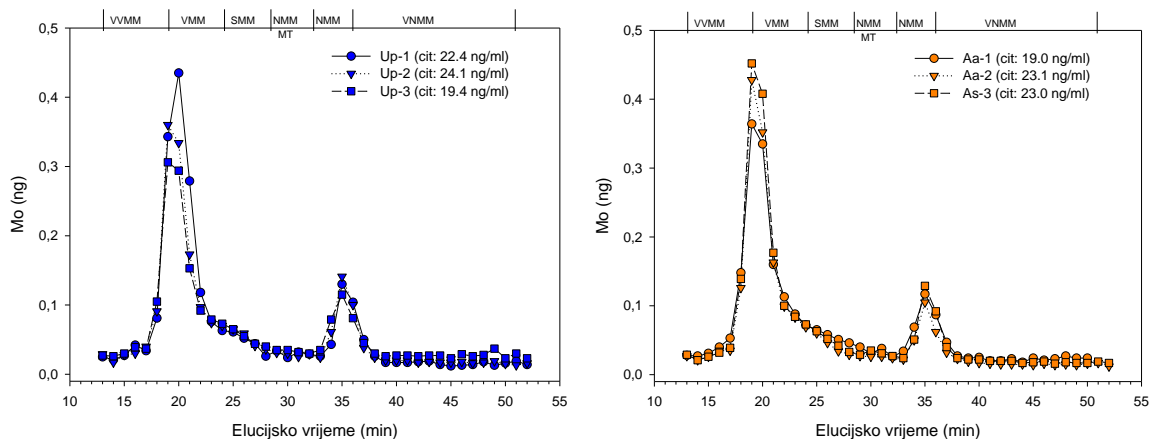 VVMM VMM SMM NMM NMM VNMM
MT
0,5
0,4
0,3
0,2
0,1
0,0
Mo (ng)
Up-1 (cit: 22.4 ng/ml)
Up-2 (cit: 24.1 ng/ml)
Up-3 (cit: 19.4 ng/ml)
10 15 20 25 30 35 40 45 50 55
Elucijsko vrijeme (min)
VVMM VMM SMM NMM NMM VNMM
MT
0,5
0,4
0,3
0,2
0,1
0,0
Mo (ng)
Aa-1 (cit: 19.0 ng/ml)
Aa-2 (cit: 23.1 ng/ml)
As-3 (cit: 23.0 ng/ml)
10 15 20 25 30 35 40 45 50 55
Elucijsko vrijeme (min)